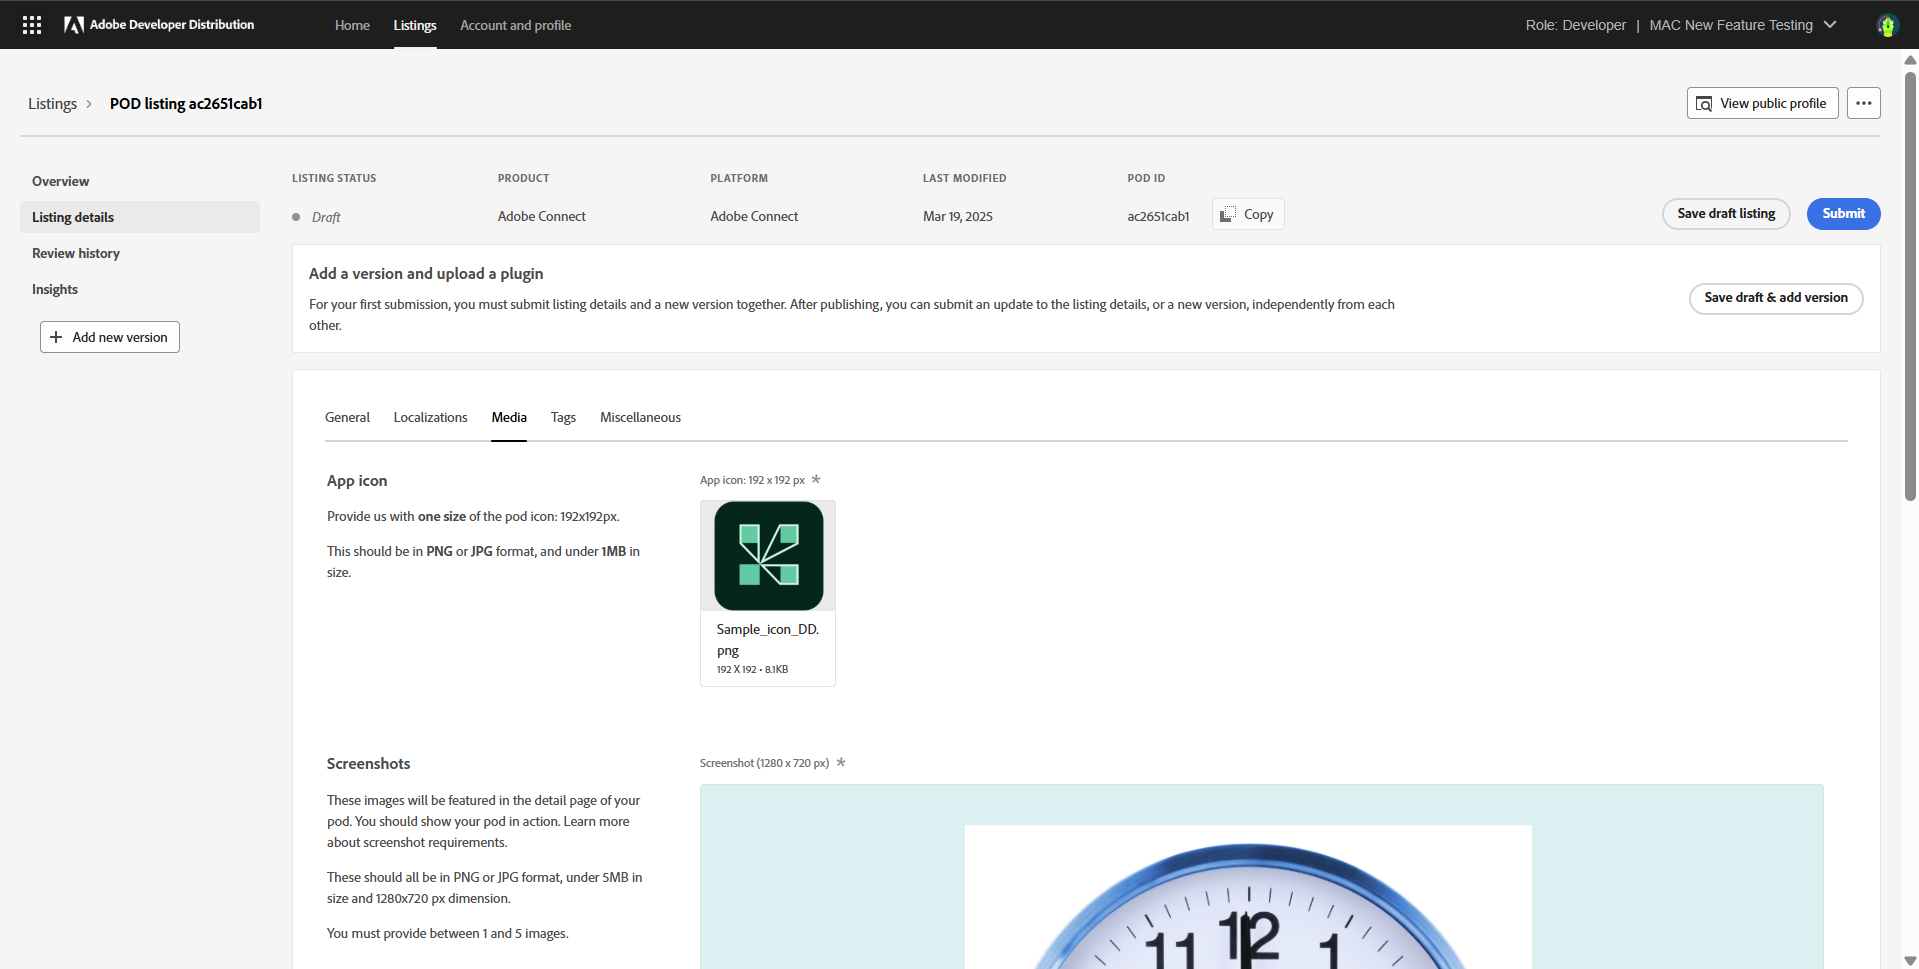 Adobe Developer Distribution
Home
Listings
Account and profile
Role: Developer | MAC New Feature Testing
Listings
POD listing ac2651cab1
View public profile
Overview
Listing details
Review history
Insights
Add new version
LISTING STATUS
PRODUCT
PLATFORM
LAST MODIFIED
POD ID
Draft
Adobe Connect
Adobe Connect
Mar 19, 2025
ac2651cab1
Copy
Save draft listing
Submit
Add a version and upload a plugin
For your first submission, you must submit listing details and a new version together. After publishing, you can submit an update to the listing details, or a new version, independently from each
other.
Save draft & add version
General
Localizations
Media
Tags
Miscellaneous
App icon
Provide us with one size of the pod icon: 192x192px.
This should be in PNG or JPG format, and under 1MB in
size.
App icon: 192 x 192 px *
Sample_icon_DD.
png
192 X 192 • 8.1KB
Screenshots
These images will be featured in the detail page of your
pod. You should show your pod in action. Learn more
about screenshot requirements.
These should all be in PNG or JPG format, under 5MB in
size and 1280x720 px dimension.
You must provide between 1 and 5 images.
Screenshot (1280 x 720 px) *
11 12 1